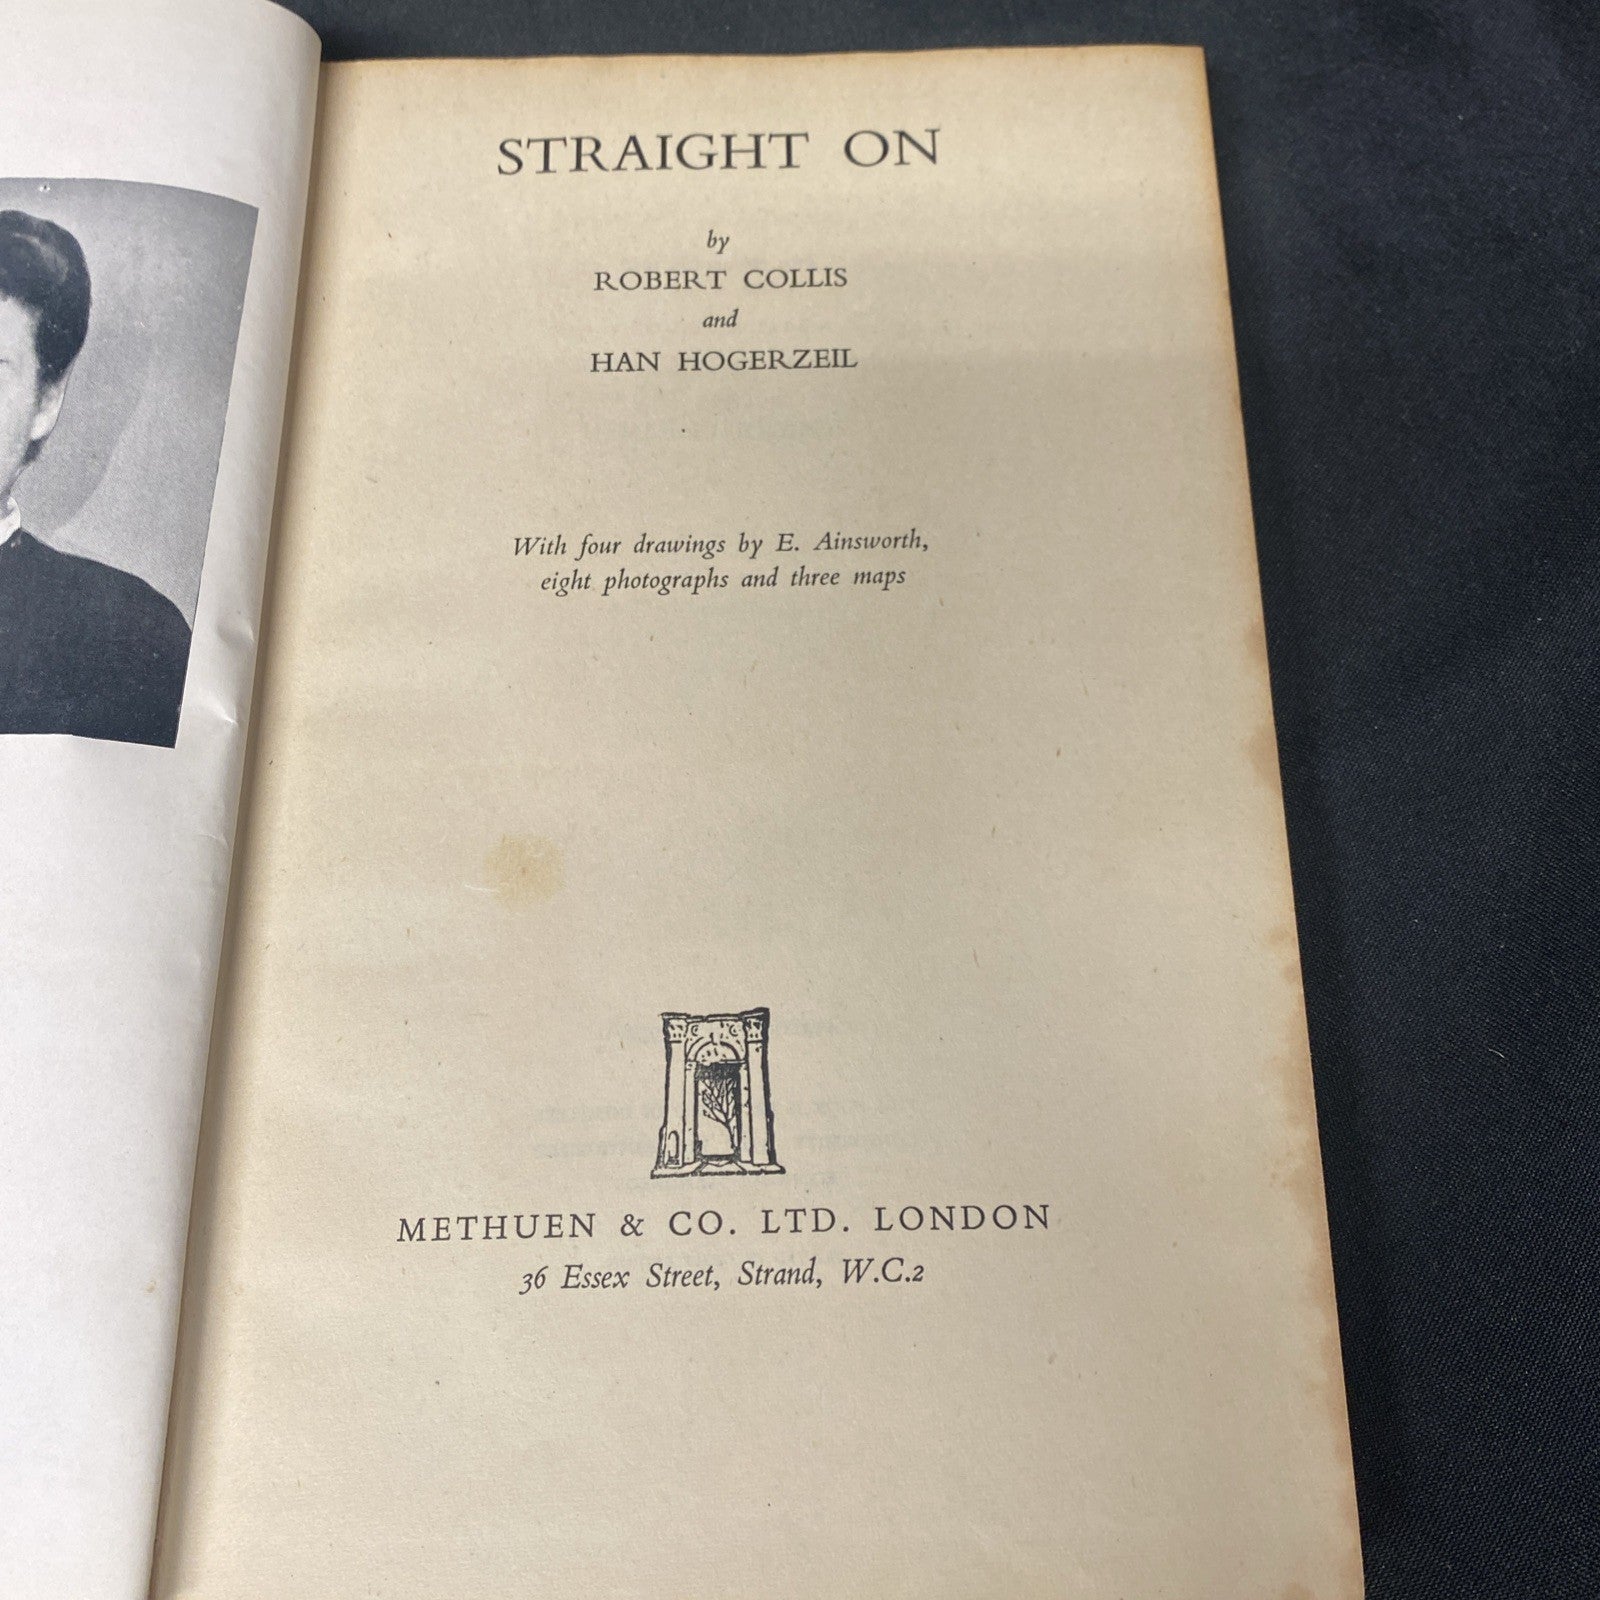 STRAIGHT ON
by
ROBERT COLLIS
and
HAN HOGERZEIL
With four drawings by E. Ainsworth,
eight photographs and three maps
METHUEN & CO. LTD. LONDON
36 Essex Street, Strand, W.C.2